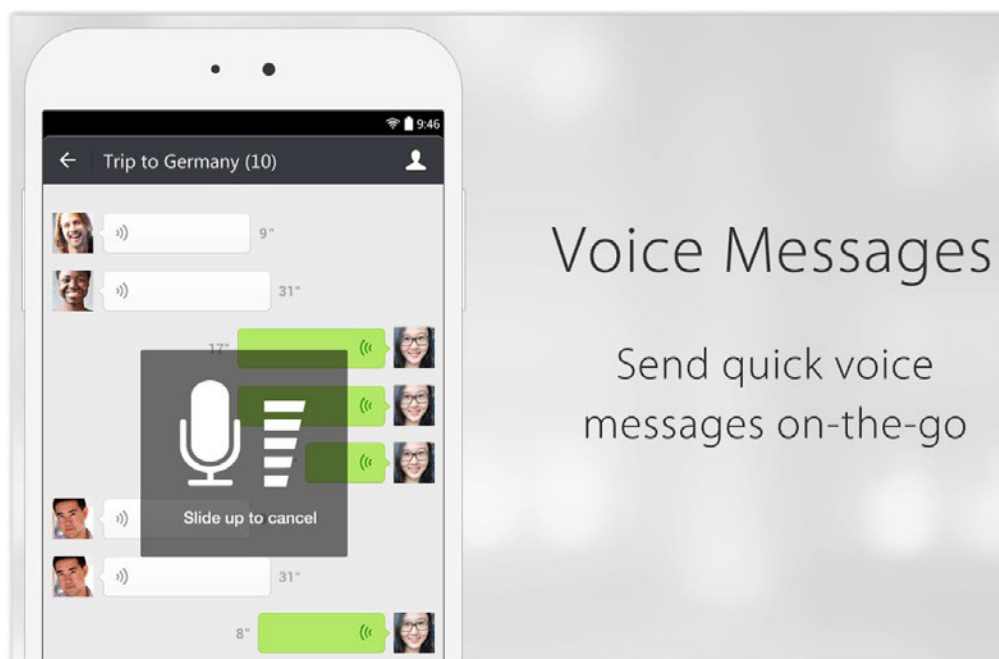 9:46
Trip to Germany (10)
9"
31"
17"
Slide up to cancel
31"
8"
Voice Messages
Send quick voice
messages on-the-go